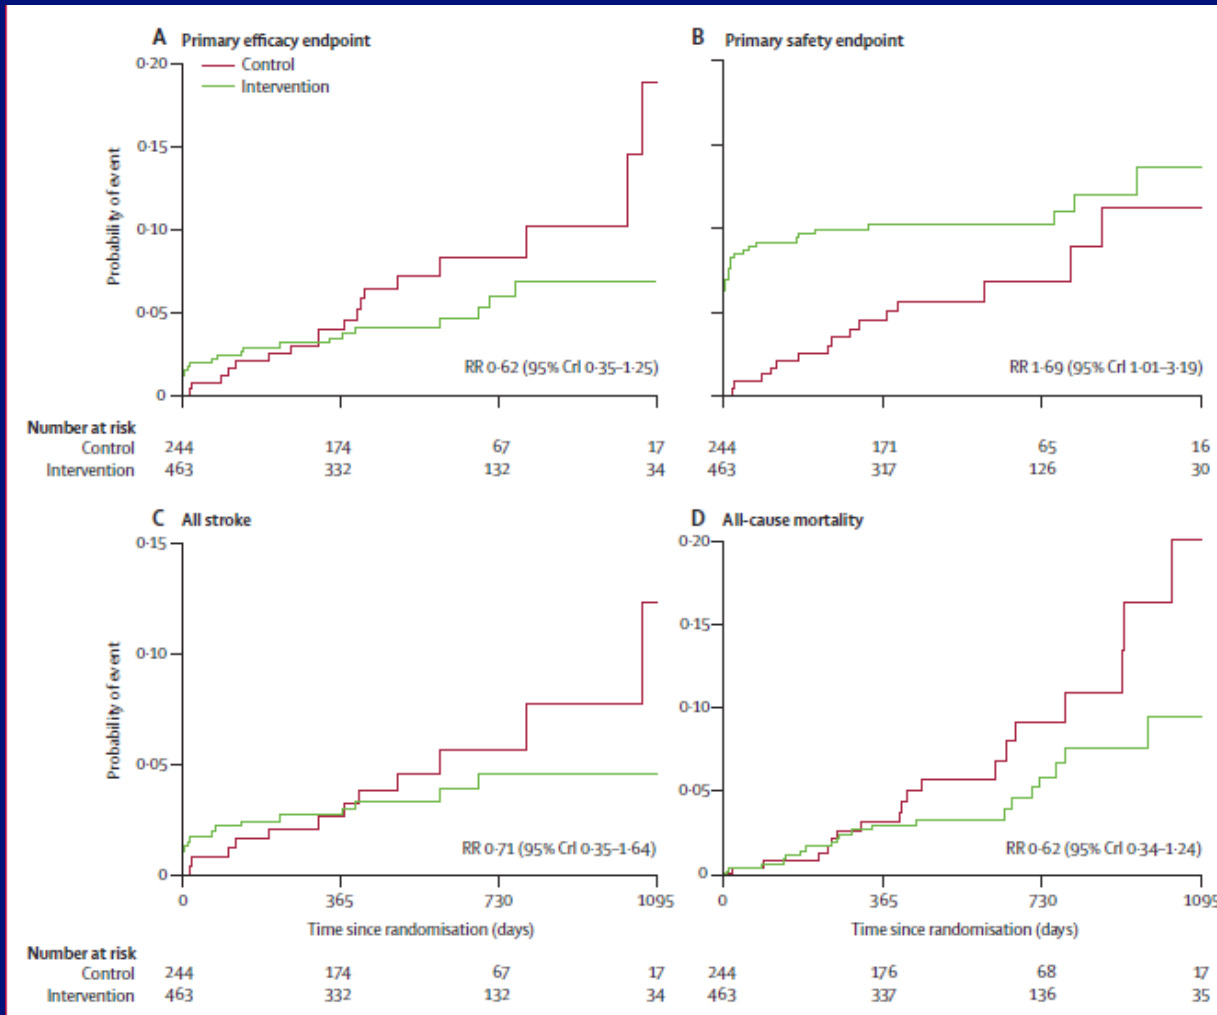 A Primary efficacy endpoint
Control
Intervention
0·20
0·15
0·10
0·05
0
Probability of event
RR 0·62 (95% CrI 0·35–1·25)
Number at risk
Control 244 174 67 17
Intervention 463 332 132 34
B Primary safety endpoint
RR 1·69 (95% CrI 1·01–3·19)
244 171 65 16
463 317 126 30
C All stroke
0·15
0·10
0·05
0
Probability of event
RR 0·71 (95% CrI 0·35–1·64)
0 365 730 1095
Time since randomisation (days)
Number at risk
Control 244 174 67 17
Intervention 463 332 132 34
D All-cause mortality
0·20
0·15
0·10
0·05
0
RR 0·62 (95% CrI 0·34–1·24)
0 365 730 1095
Time since randomisation (days)
244 176 68 17
463 337 136 35